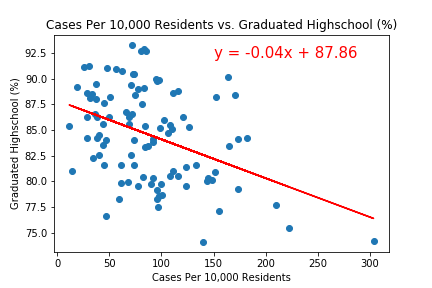 Cases Per 10,000 Residents vs. Graduated Highschool (%)
y = -0.04x + 87.86
Graduated Highschool (%)
92.5
90.0
87.5
85.0
82.5
80.0
77.5
75.0
0 50 100 150 200 250 300
Cases Per 10,000 Residents